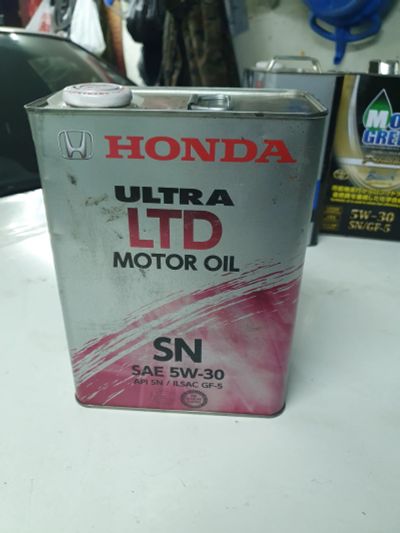 HONDA
ULTRA
LTD
MOTOR OIL
SN
SAE 5W-30
API SN / ILSAC GF-5
5W-30
SN/GF-5